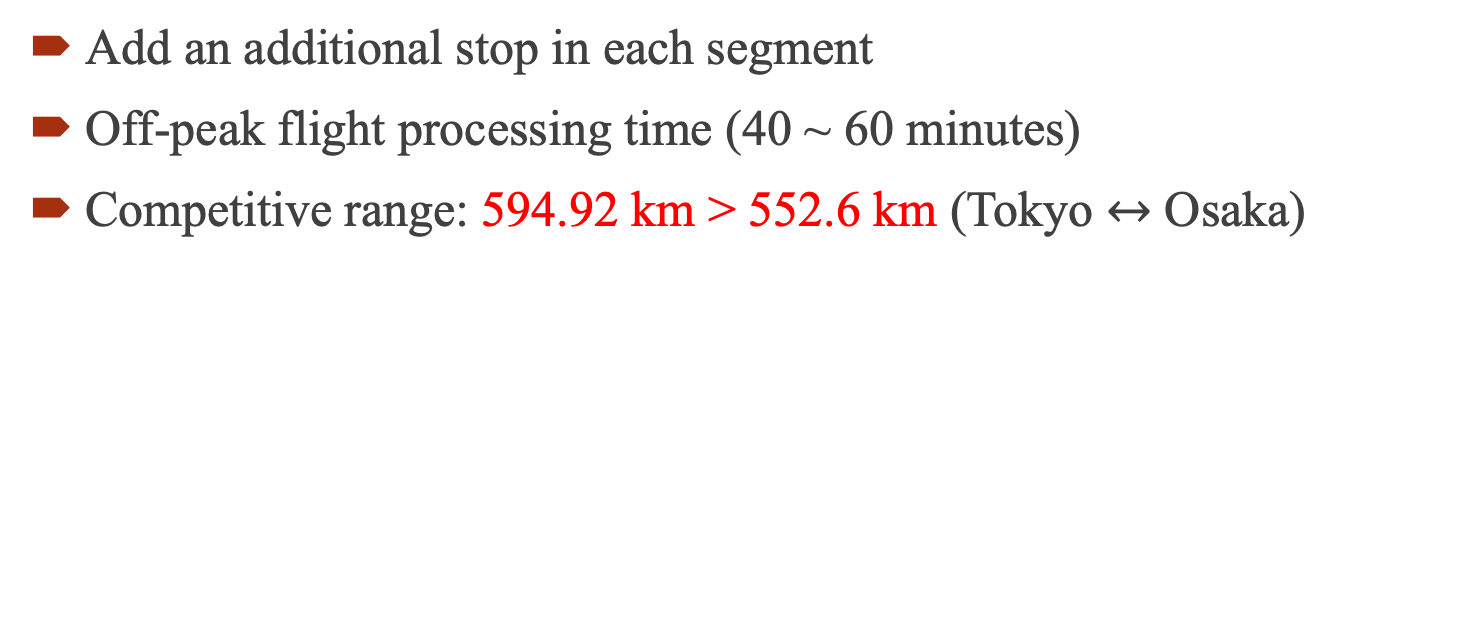 Add an additional stop in each segment
Off-peak flight processing time (40 ~ 60 minutes)
Competitive range: 594.92 km > 552.6 km (Tokyo ↔ Osaka)